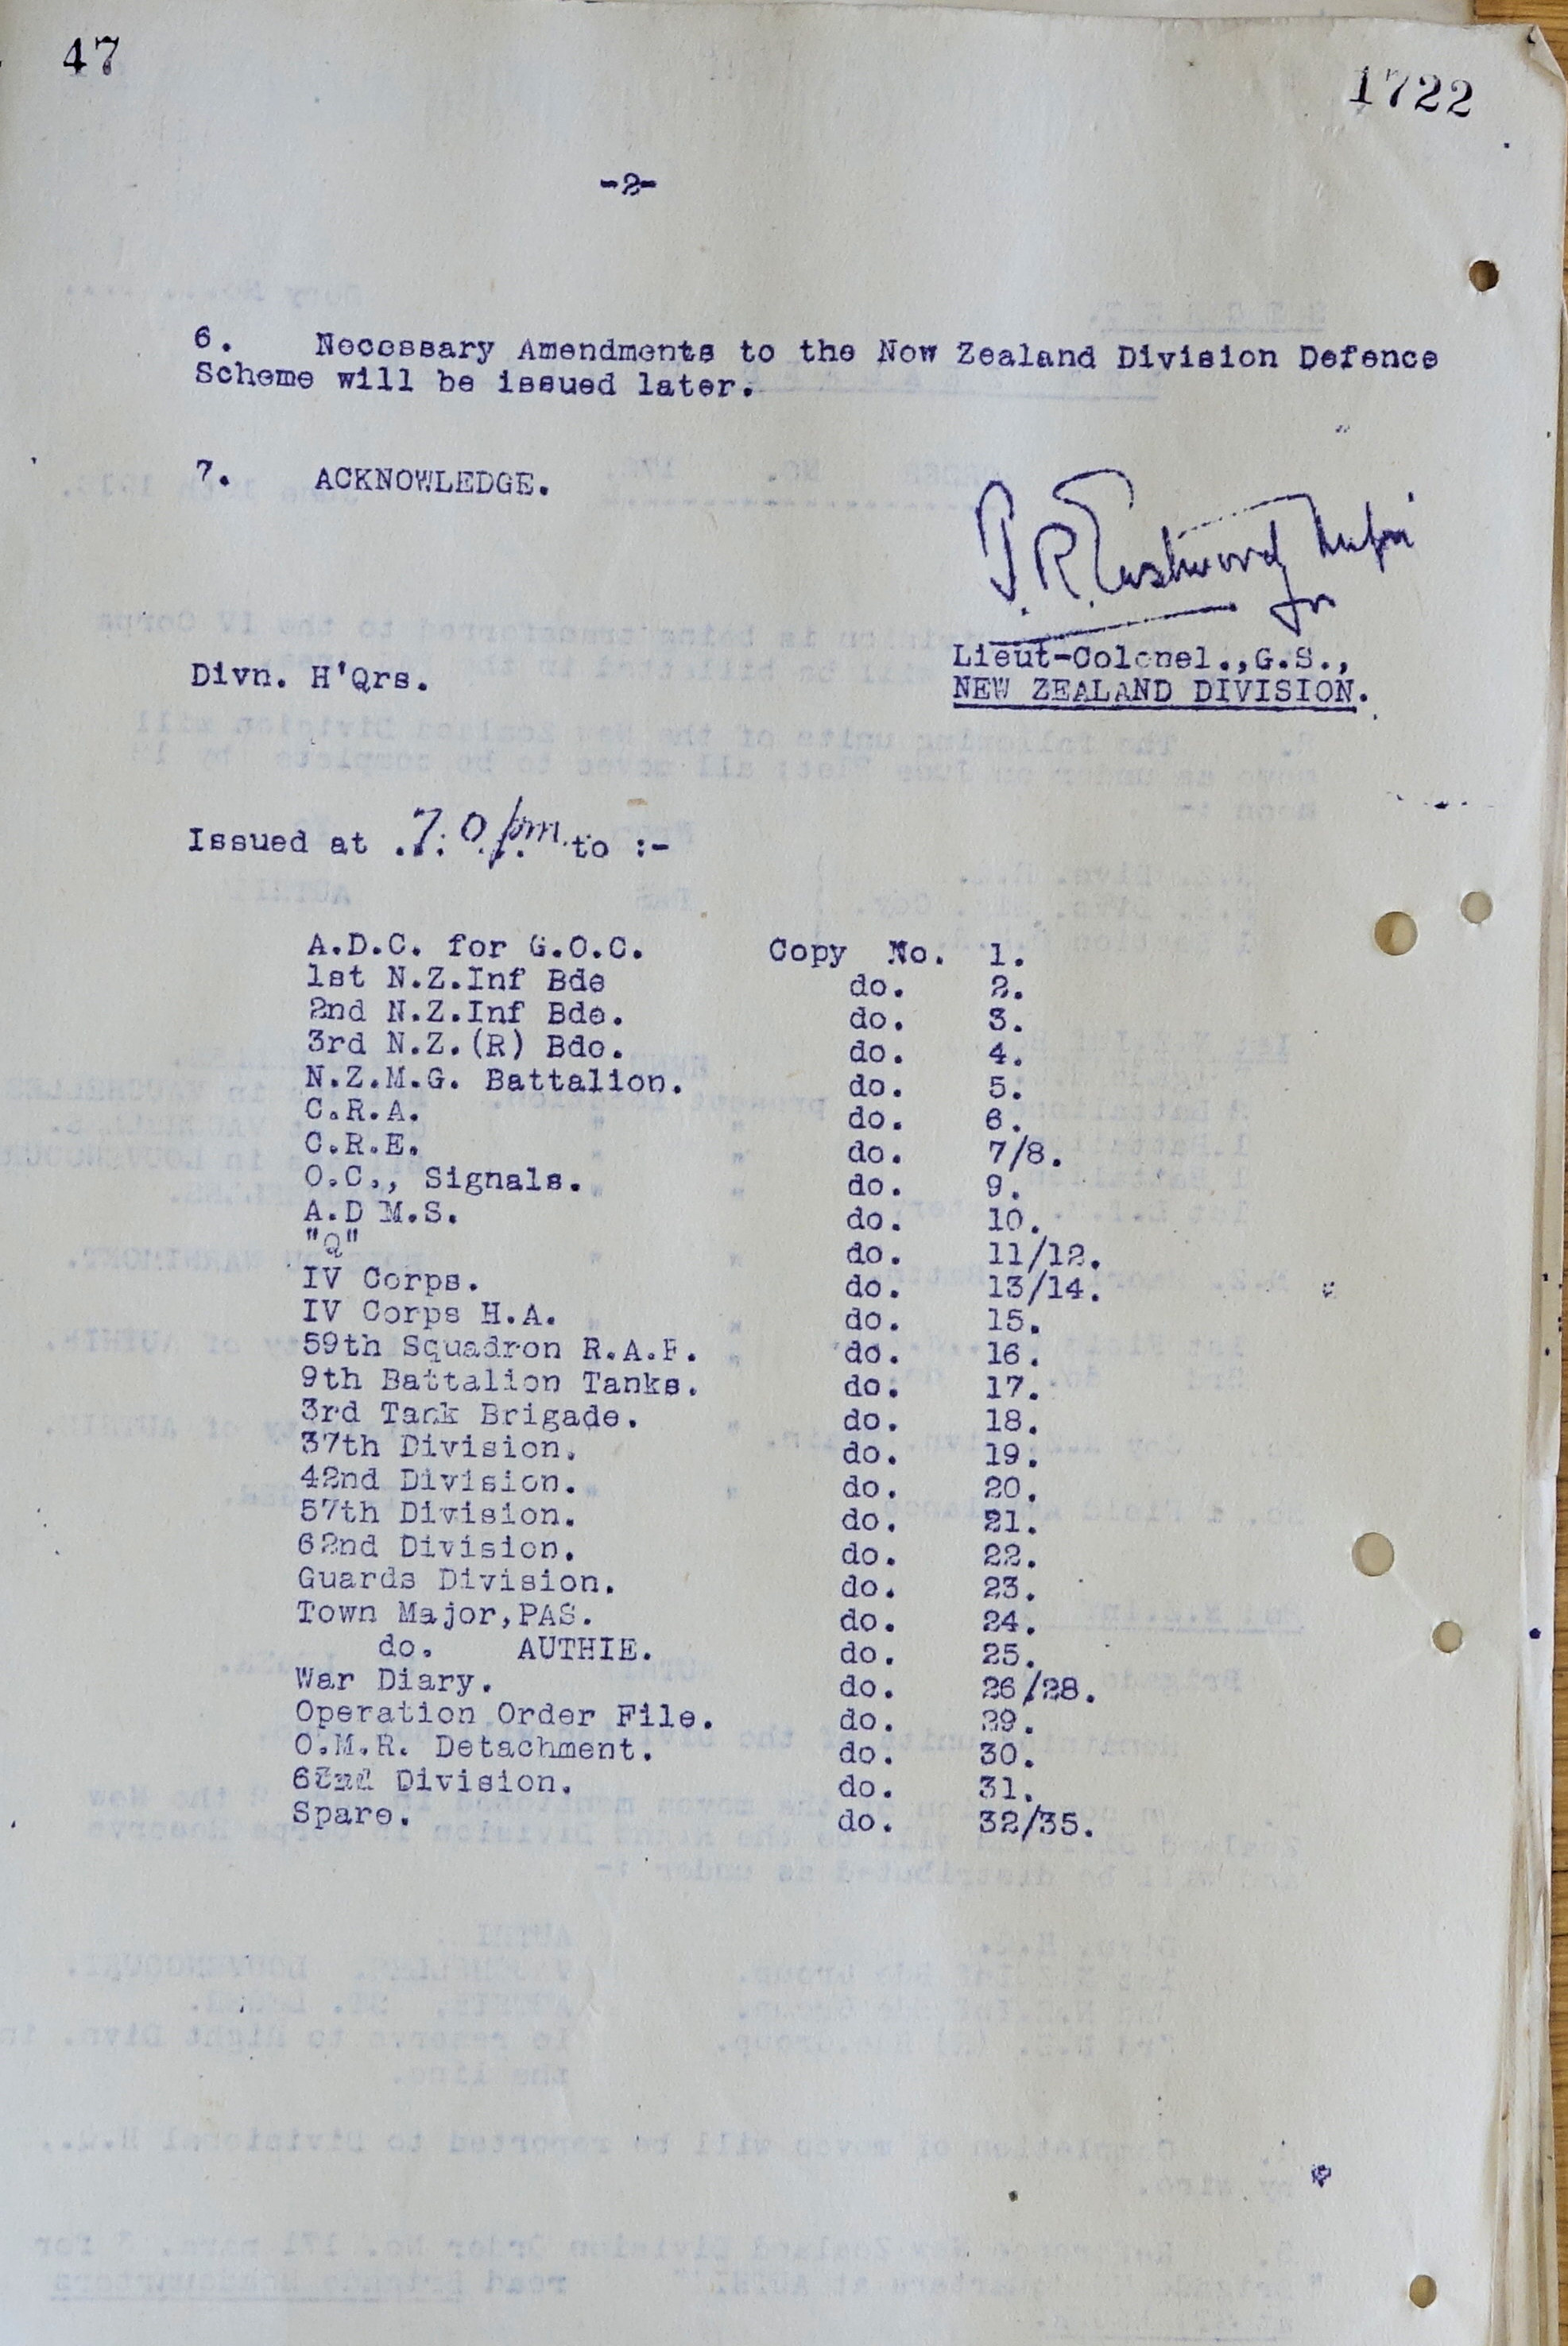 47
1722
-2-
6. Necessary Amendments to the New Zealand Division Defence
Scheme will be issued later.
7. ACKNOWLEDGE.
Divn. H'Qrs.
Lieut-Colonel.,G.S.,
NEW ZEALAND DIVISION.
Issued at 7.0 pm. to :-
A.D.C. for G.O.C. Copy No. 1.
1st N.Z.Inf Bde do. 2.
2nd N.Z.Inf Bde. do. 3.
3rd N.Z.(R) Bde. do. 4.
N.Z.M.G. Battalion. do. 5.
C.R.A. do. 6.
C.R.E. do. 7/8.
O.C., Signals. do. 9.
A.D M.S. do. 10.
"Q" do. 11/12.
IV Corps. do. 13/14.
IV Corps H.A. do. 15.
59th Squadron R.A.F. do. 16.
9th Battalion Tanks. do. 17.
3rd Tank Brigade. do. 18.
37th Division. do. 19.
42nd Division. do. 20.
57th Division. do. 21.
62nd Division. do. 22.
Guards Division. do. 23.
Town Major,PAS. do. 24.
do. AUTHIE. do. 25.
War Diary. do. 26/28.
Operation Order File. do. 29.
O.M.R. Detachment. do. 30.
Division. do. 31.
Spare. do. 32/35.